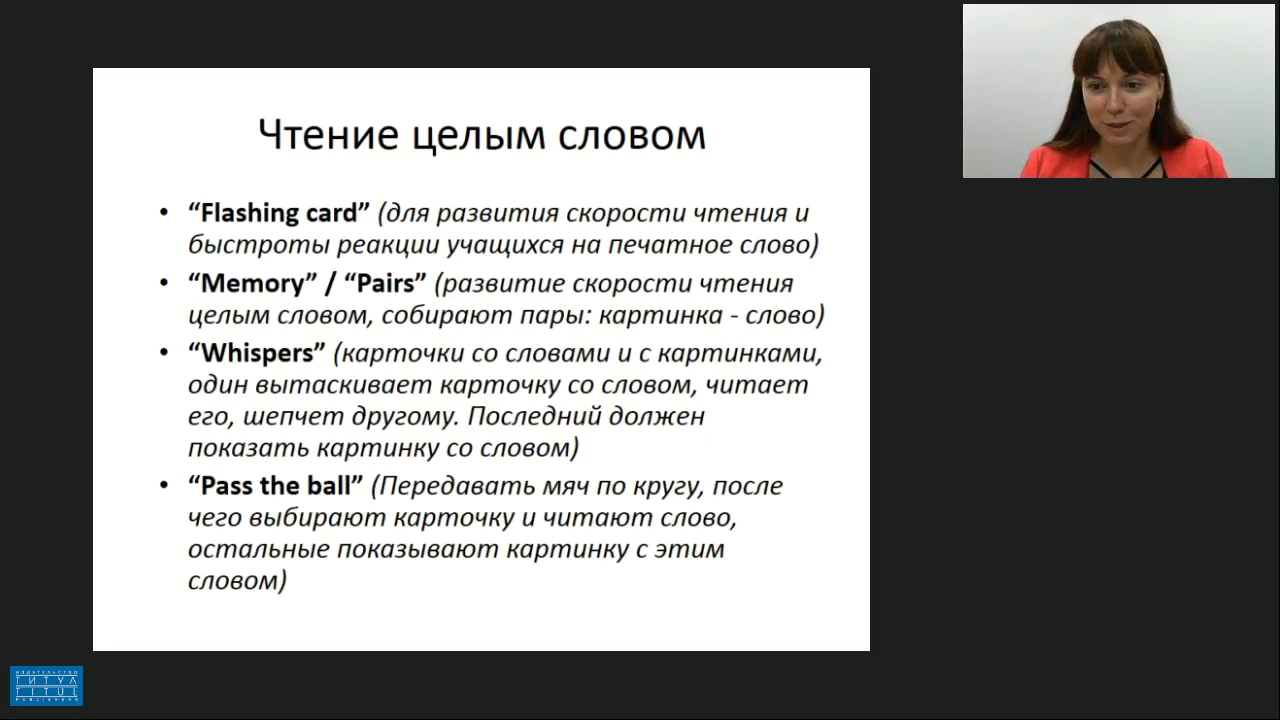 Чтение целым словом
• “Flashing card” (для развития скорости чтения и
быстроты реакции учащихся на печатное слово)
• “Memory” / “Pairs” (развитие скорости чтения
целым словом, собирают пары: картинка - слово)
• “Whispers” (карточки со словами и с картинками,
один вытаскивает карточку со словом, читает
его, шепчет другому. Последний должен
показать картинку со словом)
• “Pass the ball” (Передавать мяч по кругу, после
чего выбирают карточку и читают слово,
остальные показывают картинку с этим
словом)
ИЗДАТЕЛЬСТВО
ТИТУЛ
TITUL
PUBLISHERS